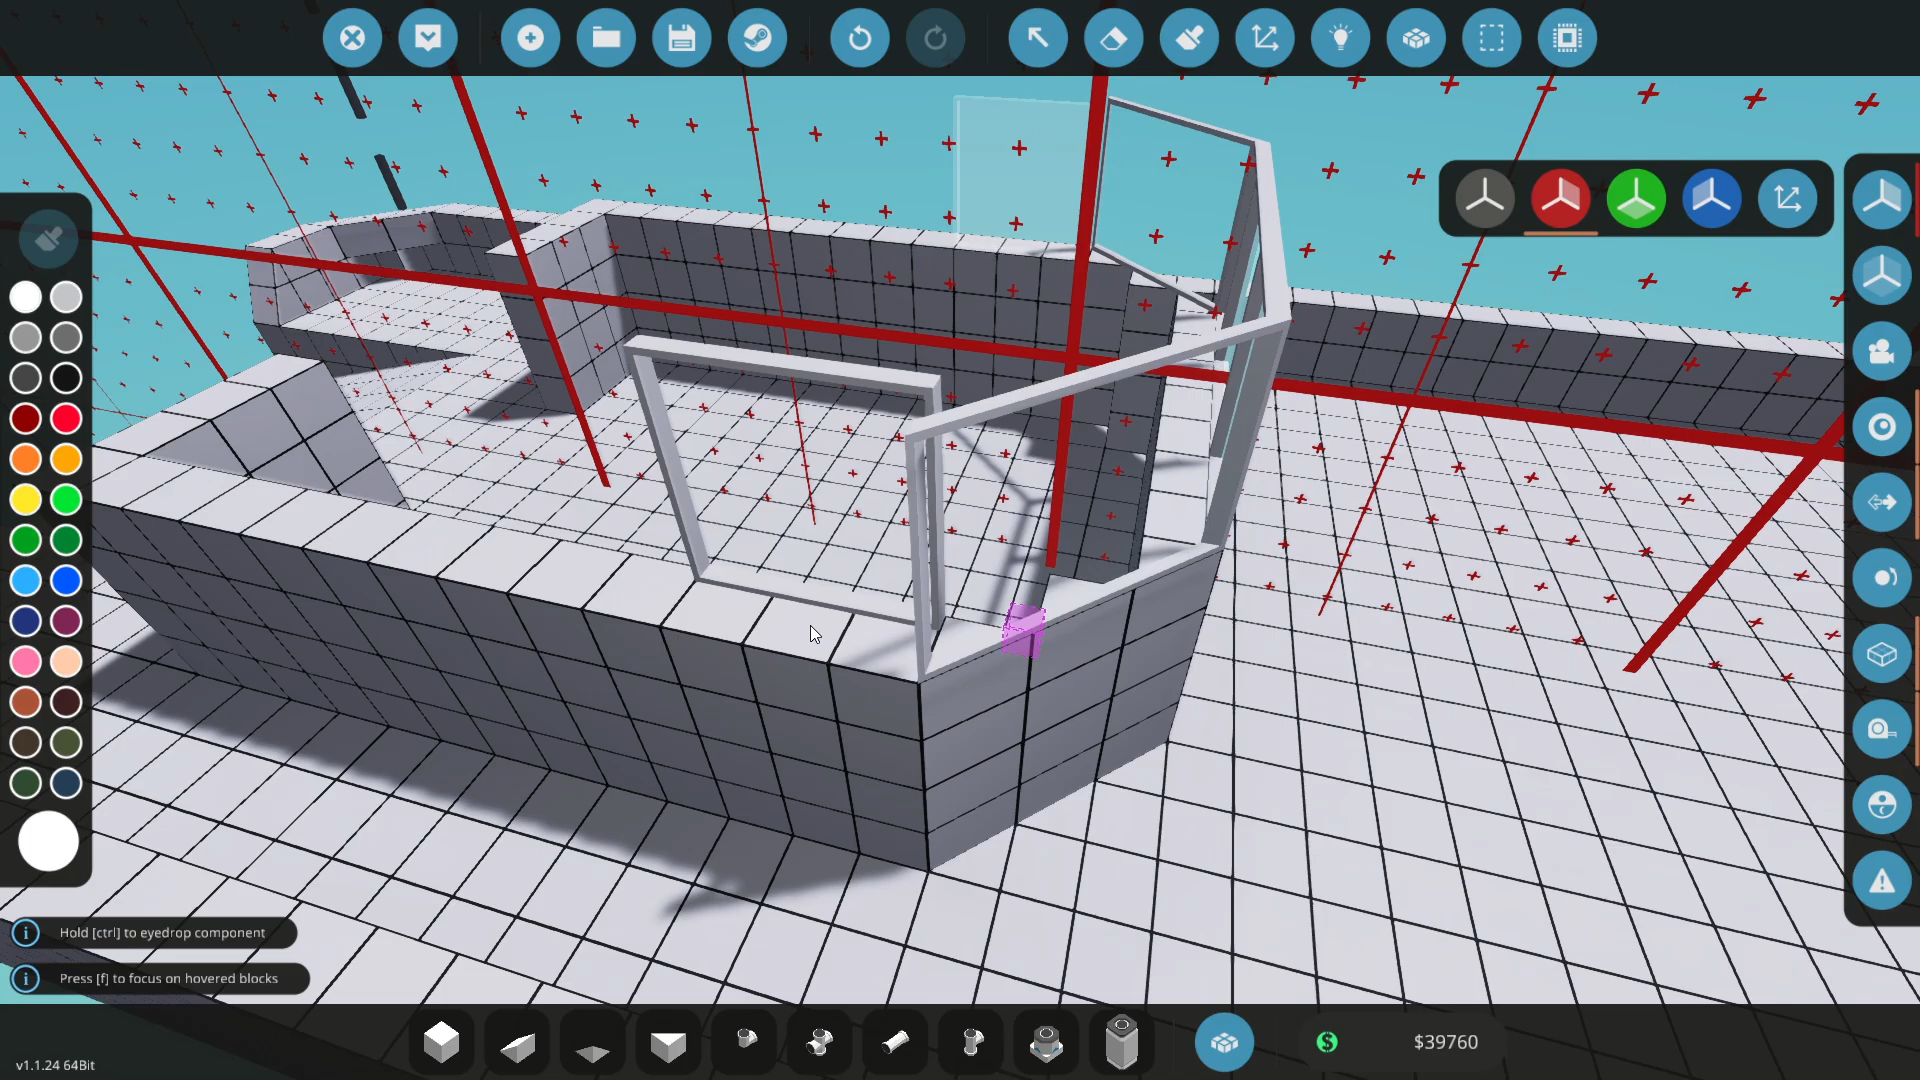 Hold [ctrl] to eyedrop component
Press [f] to focus on hovered blocks
$39760
v1.1.24 64Bit